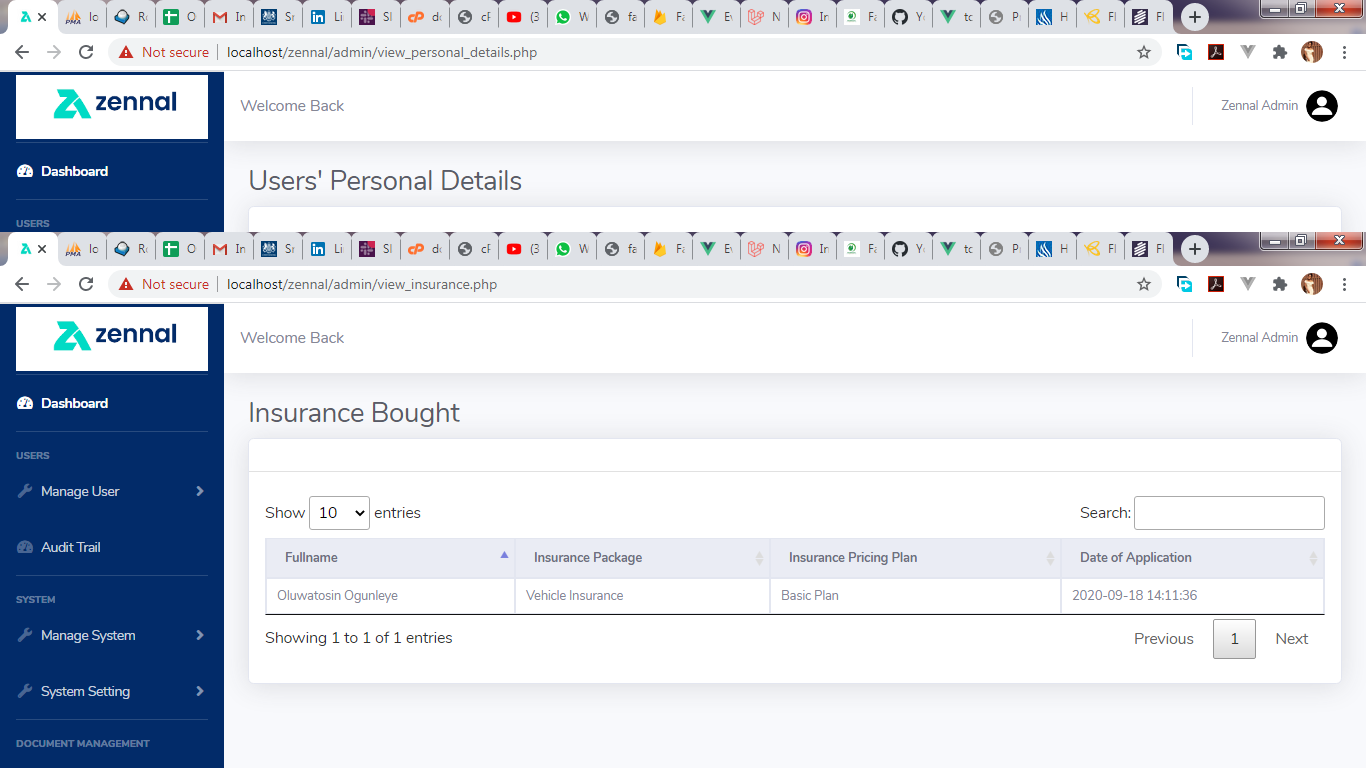 Not secure | localhost/zennal/admin/view_personal_details.php
zennal
Welcome Back
Zennal Admin
Dashboard
Users' Personal Details
USERS
Not secure | localhost/zennal/admin/view_insurance.php
zennal
Welcome Back
Zennal Admin
Dashboard
Insurance Bought
USERS
Manage User
Audit Trail
SYSTEM
Manage System
System Setting
DOCUMENT MANAGEMENT
Show 10 entries
Search:
Fullname Insurance Package Insurance Pricing Plan Date of Application
Oluwatosin Ogunleye Vehicle Insurance Basic Plan 2020-09-18 14:11:36
Showing 1 to 1 of 1 entries
Previous 1 Next